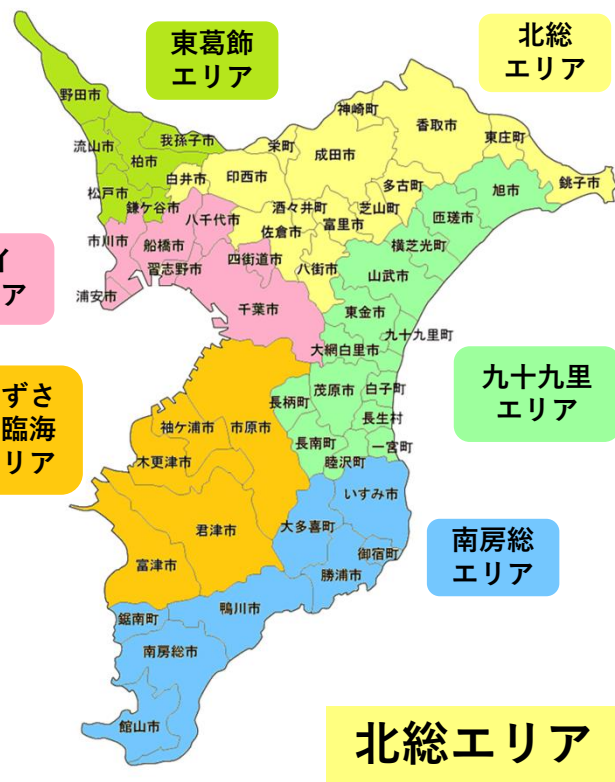 東葛飾
エリア
北総
エリア
野田市
流山市
柏市
我孫子市
松戸市
鎌ケ谷市
白井市
印西市
栄町
成田市
神崎町
香取市
東庄町
銚子市
旭市
多古町
匝瑳市
芝山町
酒々井町
富里市
佐倉市
八街市
横芝光町
山武市
八千代市
市川市
船橋市
習志野市
四街道市
浦安市
千葉市
イ
ア
東金市
九十九里町
大網白里市
九十九里
エリア
茂原市
白子町
長柄町
長生村
長南町
一宮町
睦沢町
ずさ
臨海
リア
袖ケ浦市
市原市
木更津市
君津市
富津市
いすみ市
大多喜町
御宿町
勝浦市
南房総
エリア
鴨川市
鋸南町
南房総市
館山市
北総エリア